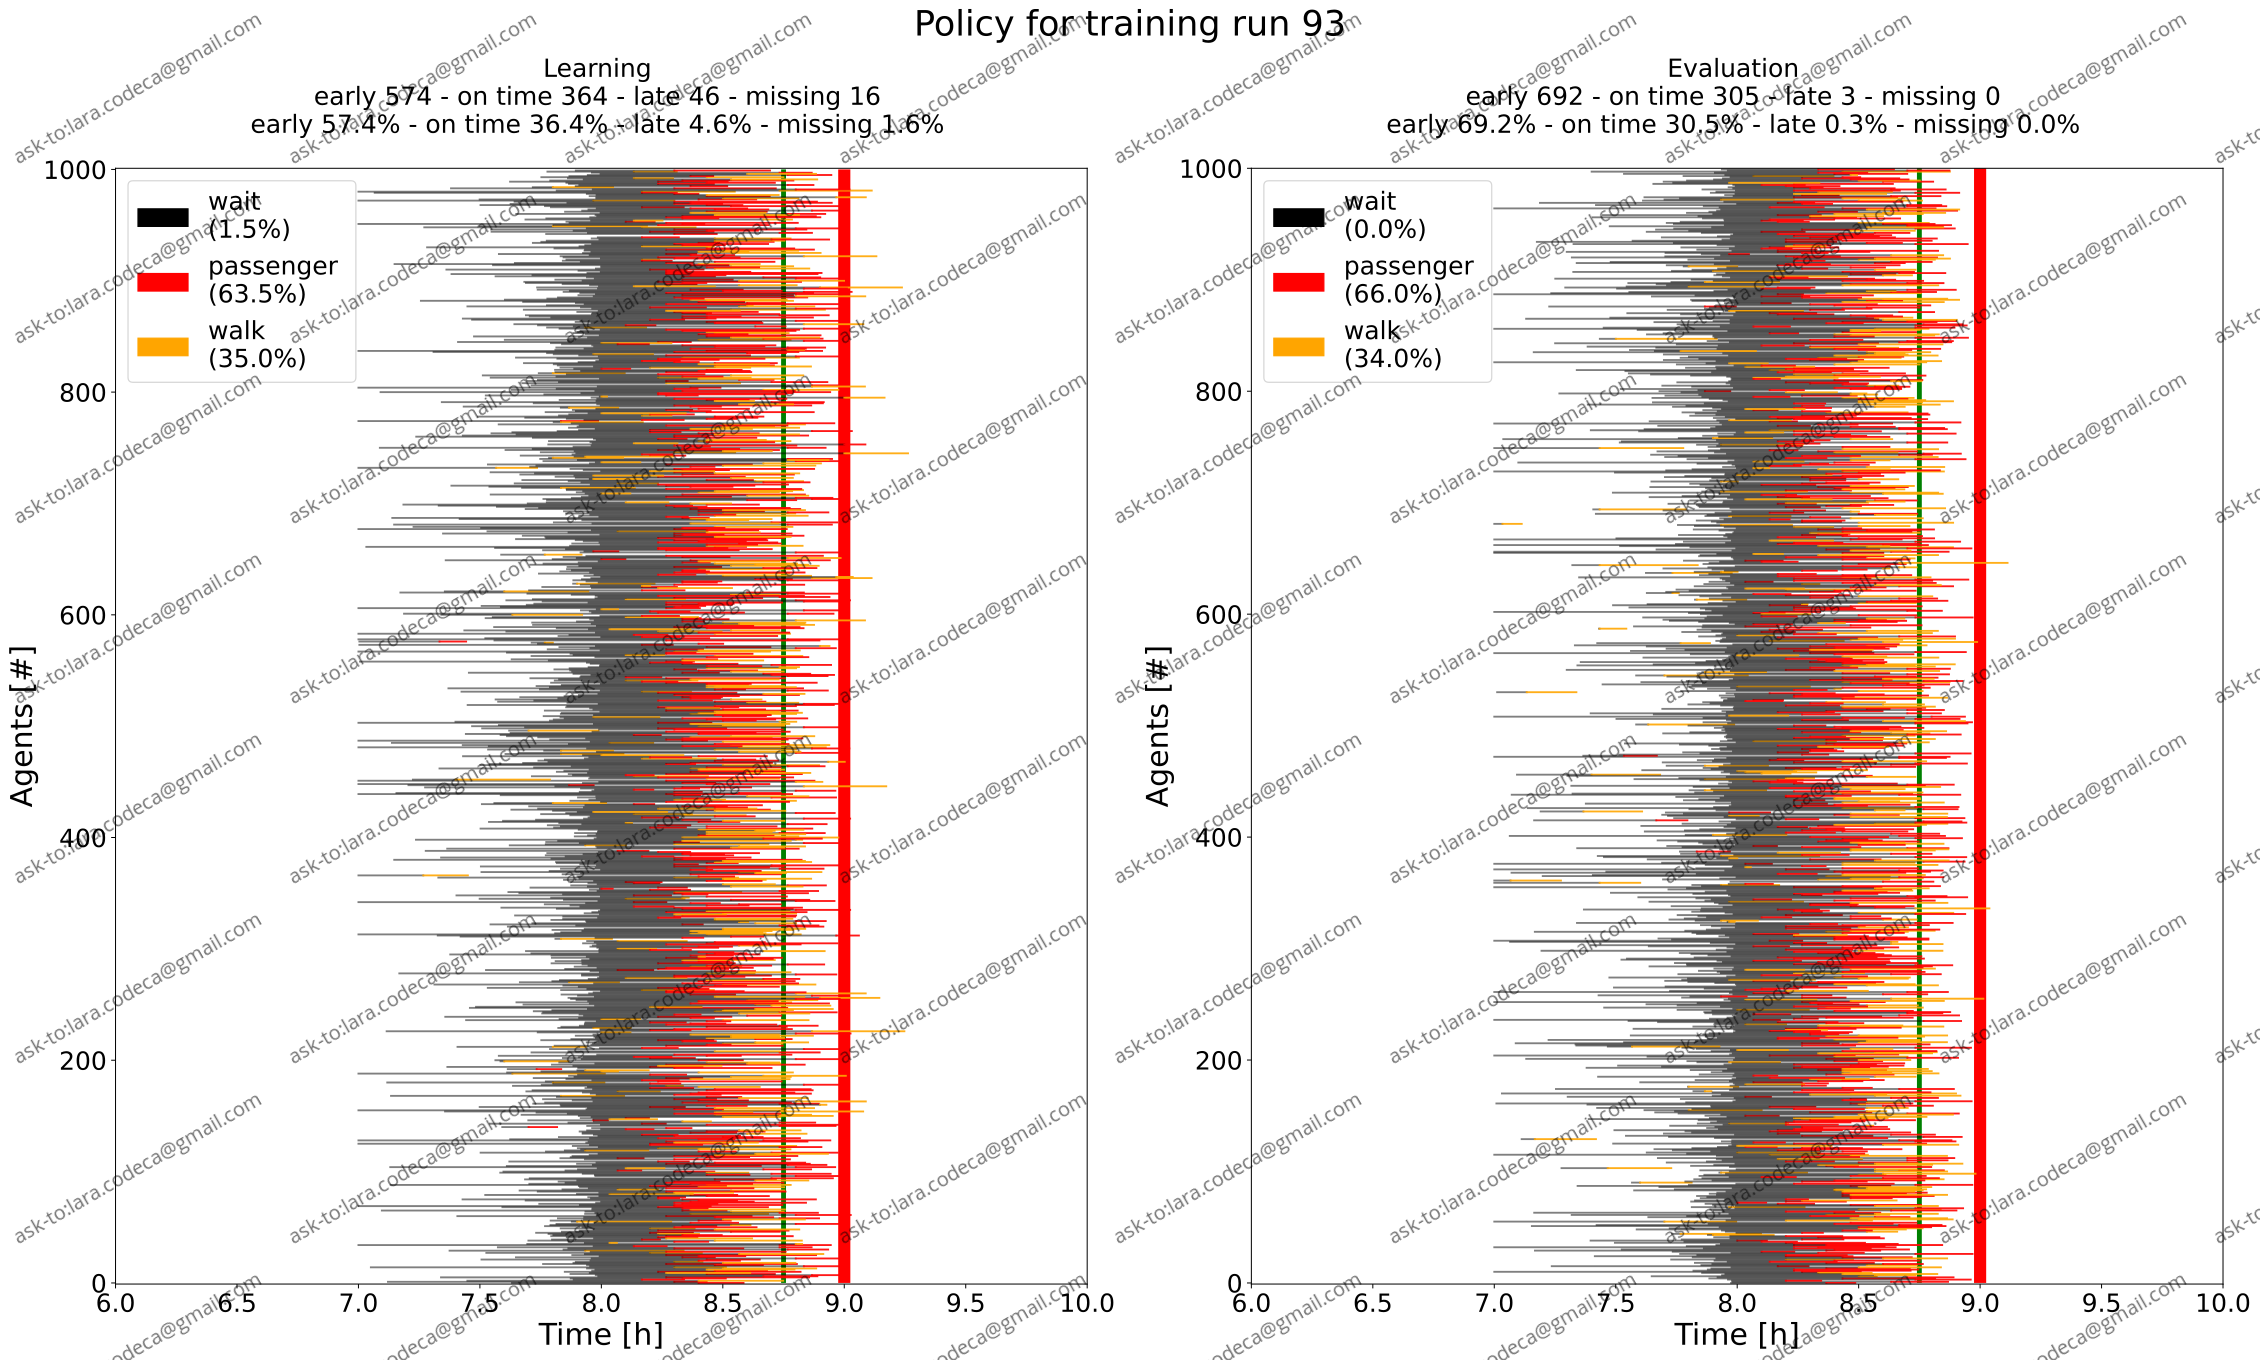 Policy for training run 93
Learning
early 574 - on time 364 - late 46 - missing 16
early 57.4% - on time 36.4% - late 4.6% - missing 1.6%
wait
(1.5%)
passenger
(63.5%)
walk
(35.0%)
Agents [#]
1000
800
600
400
200
0
6.0 6.5 7.0 7.5 8.0 8.5 9.0 9.5 10.0
Time [h]
Evaluation
early 692 - on time 305 - late 3 - missing 0
early 69.2% - on time 30.5% - late 0.3% - missing 0.0%
wait
(0.0%)
passenger
(66.0%)
walk
(34.0%)
Agents [#]
1000
800
600
400
200
0
6.0 6.5 7.0 7.5 8.0 8.5 9.0 9.5 10.0
Time [h]
ask-to:lara.codeca@gmail.com